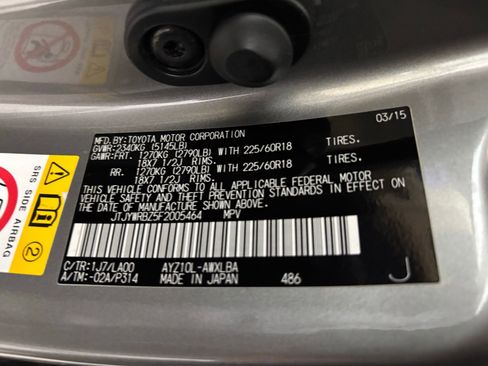 MFD.BY:TOYOTA MOTOR CORPORATION 03/15
GVWR:2340KG (5145LB)
GAWR:FRT. 1270KG (2790LB) WITH 225/60R18 TIRES.
18X7 1/2J RIMS.
RR. 1270KG (2790LB) WITH 225/60R18 TIRES.
18X7 1/2J RIMS.
THIS VEHICLE CONFORMS TO ALL APPLICABLE FEDERAL MOTOR
VEHICLE SAFETY AND THEFT PREVENTION STANDARDS IN EFFECT ON
THE DATE OF MANUFACTURE SHOWN ABOVE.
JTJYWRBZ5F2005464 MPV
C/TR:1J7/LA00 AYZ10L-AWXLBA J
A/TM:-02A/P314 MADE IN JAPAN 486
SRS SIDE AIRBAG
2